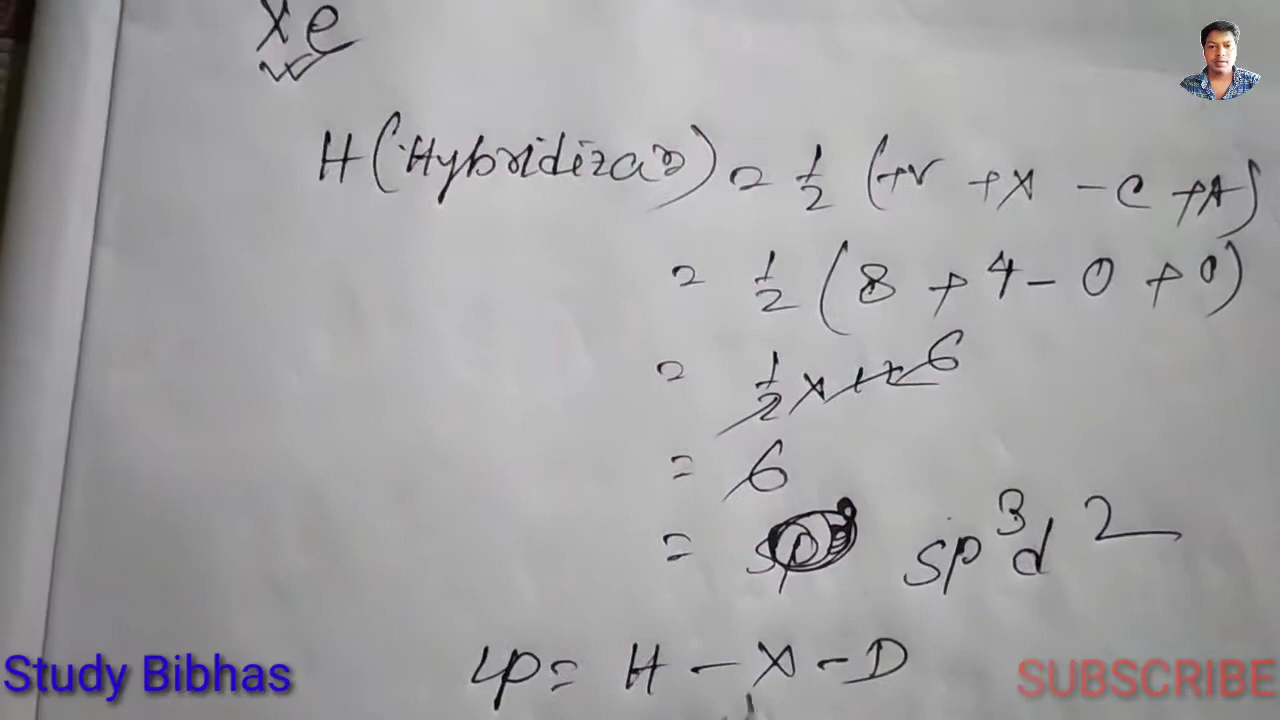 Xe
H (Hybridizan) = 1/2 (+V +X - C +A)
= 1/2 (8 + 4 - 0 + 0)
= 1/2 × 12 6
= 6
= sp³d²
LP = H - X - D
Study Bibhas
SUBSCRIBE